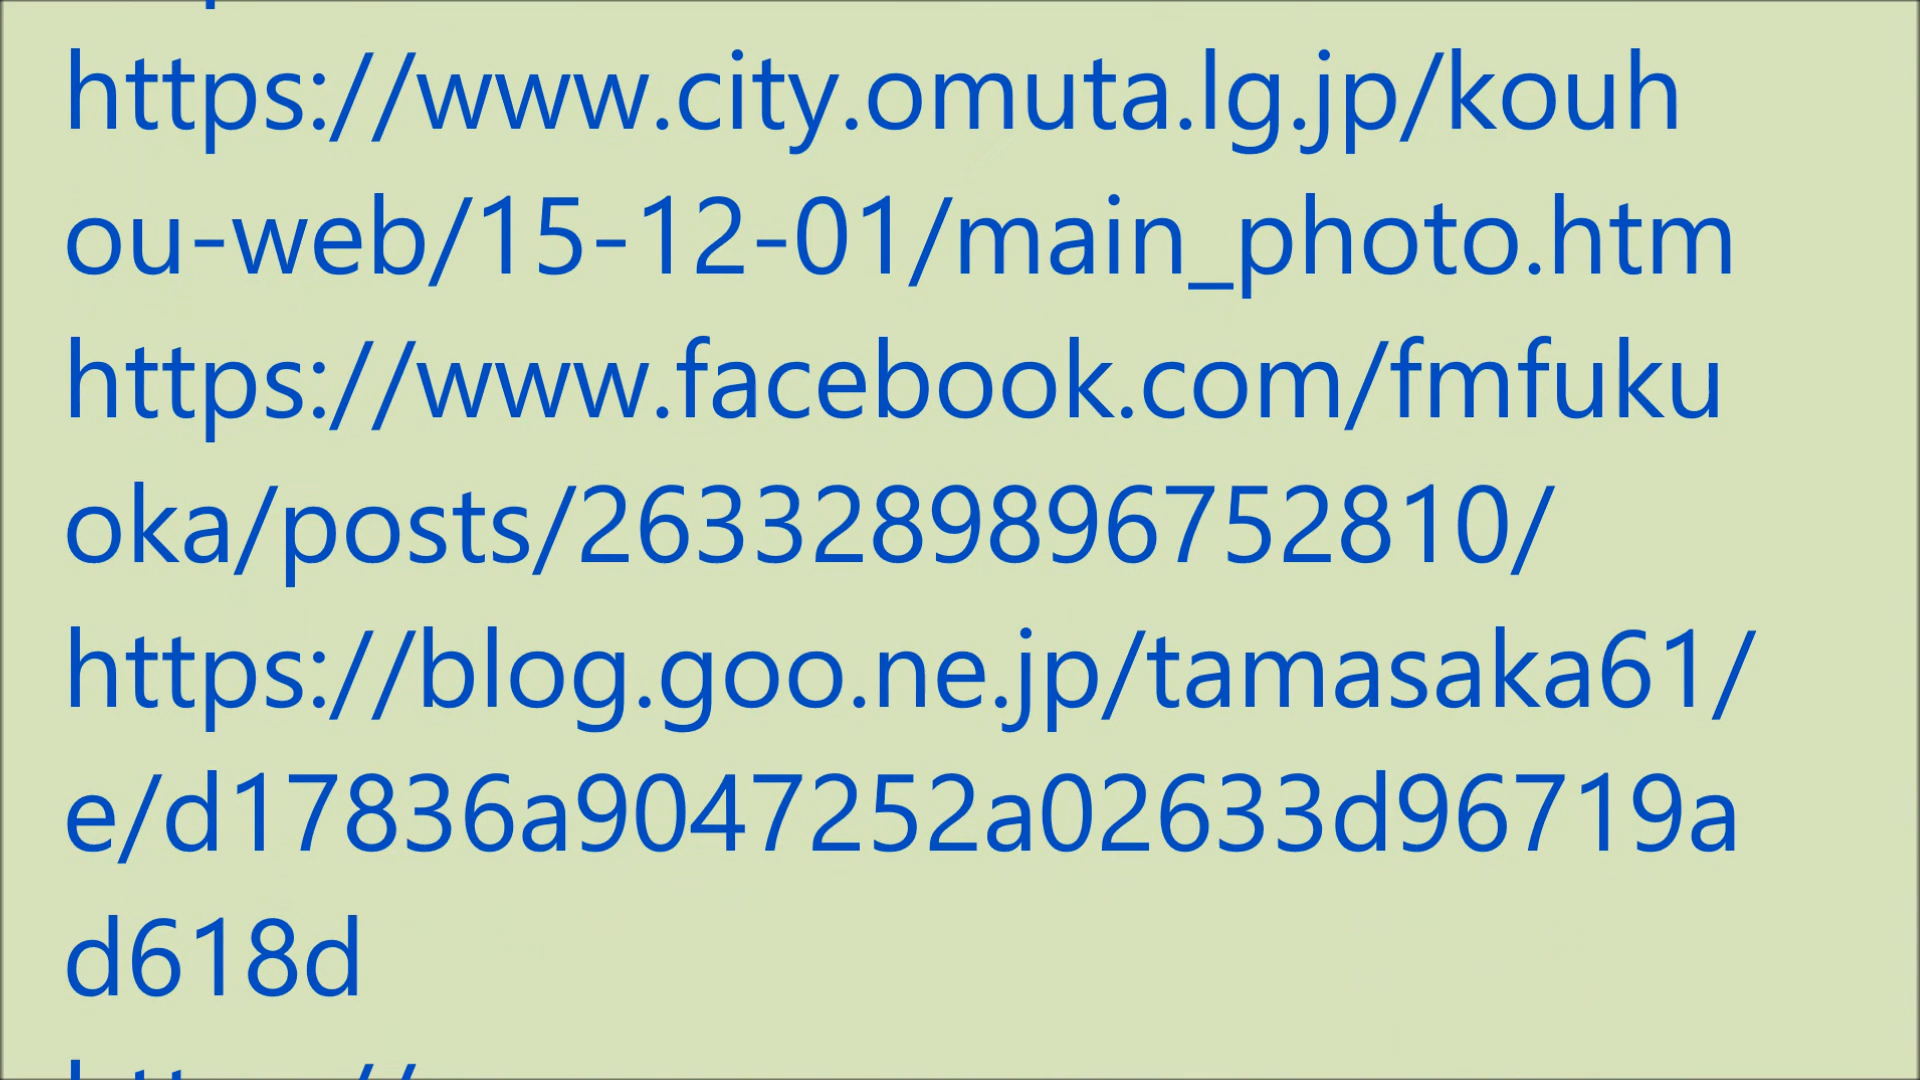 https://www.city.omuta.lg.jp/kouh
ou-web/15-12-01/main_photo.htm
https://www.facebook.com/fmfuku
oka/posts/2633289896752810/
https://blog.goo.ne.jp/tamasaka61/
e/d17836a9047252a02633d96719a
d618d